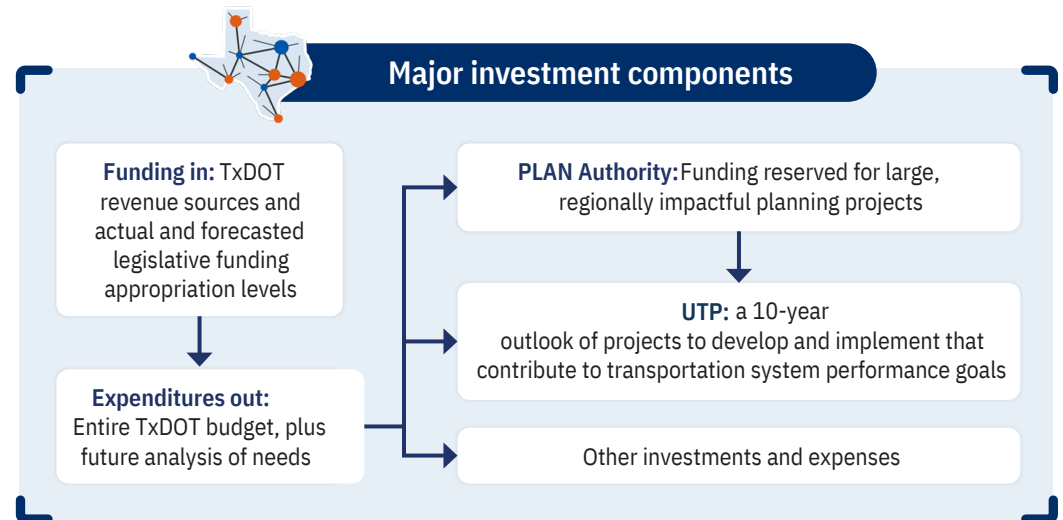 Major investment components
Funding in: TxDOT
revenue sources and
actual and forecasted
legislative funding
appropriation levels
Expenditures out:
Entire TxDOT budget, plus
future analysis of needs
PLAN Authority:Funding reserved for large,
regionally impactful planning projects
UTP: a 10-year
outlook of projects to develop and implement that
contribute to transportation system performance goals
Other investments and expenses